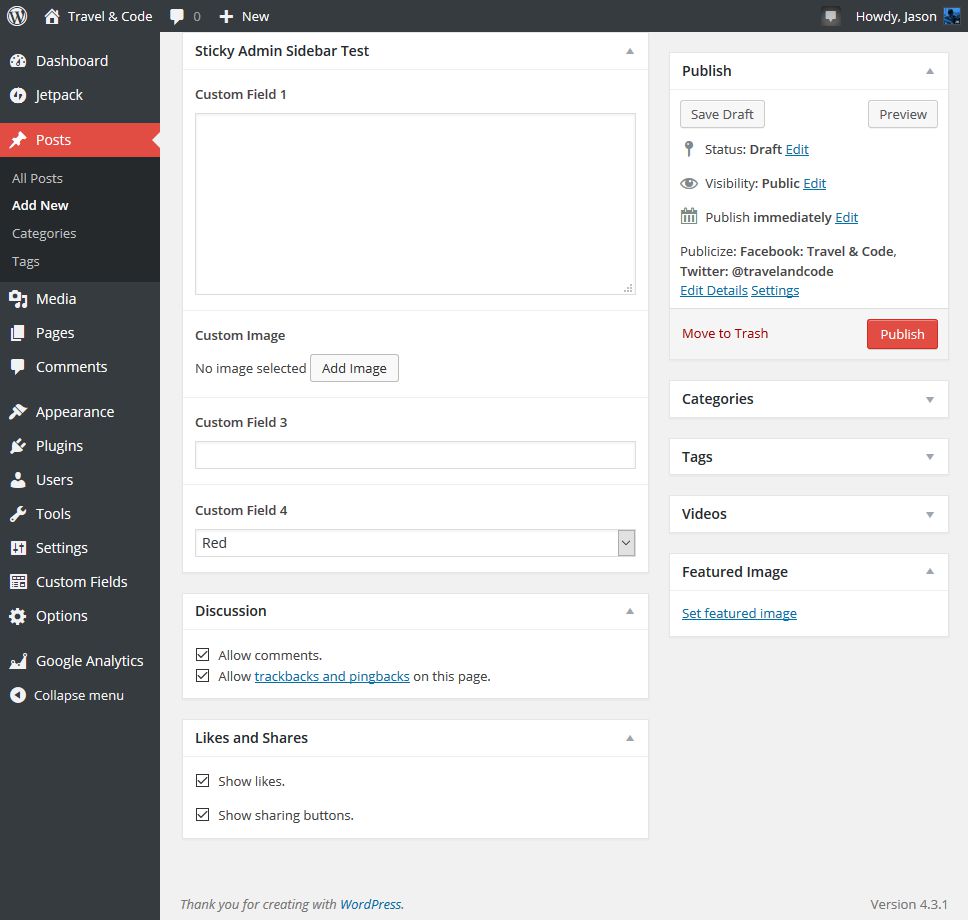 Travel & Code
0
New
Howdy, Jason
Dashboard
Jetpack
Posts
All Posts
Add New
Categories
Tags
Media
Pages
Comments
Appearance
Plugins
Users
Tools
Settings
Custom Fields
Options
Google Analytics
Collapse menu
Sticky Admin Sidebar Test
Custom Field 1
Custom Image
No image selected Add Image
Custom Field 3
Custom Field 4
Red
Discussion
Allow comments.
Allow trackbacks and pingbacks on this page.
Likes and Shares
Show likes.
Show sharing buttons.
Publish
Save Draft
Preview
Status: Draft Edit
Visibility: Public Edit
Publish immediately Edit
Publicize: Facebook: Travel & Code,
Twitter: @travelandcode
Edit Details Settings
Move to Trash
Publish
Categories
Tags
Videos
Featured Image
Set featured image
Thank you for creating with WordPress.
Version 4.3.1